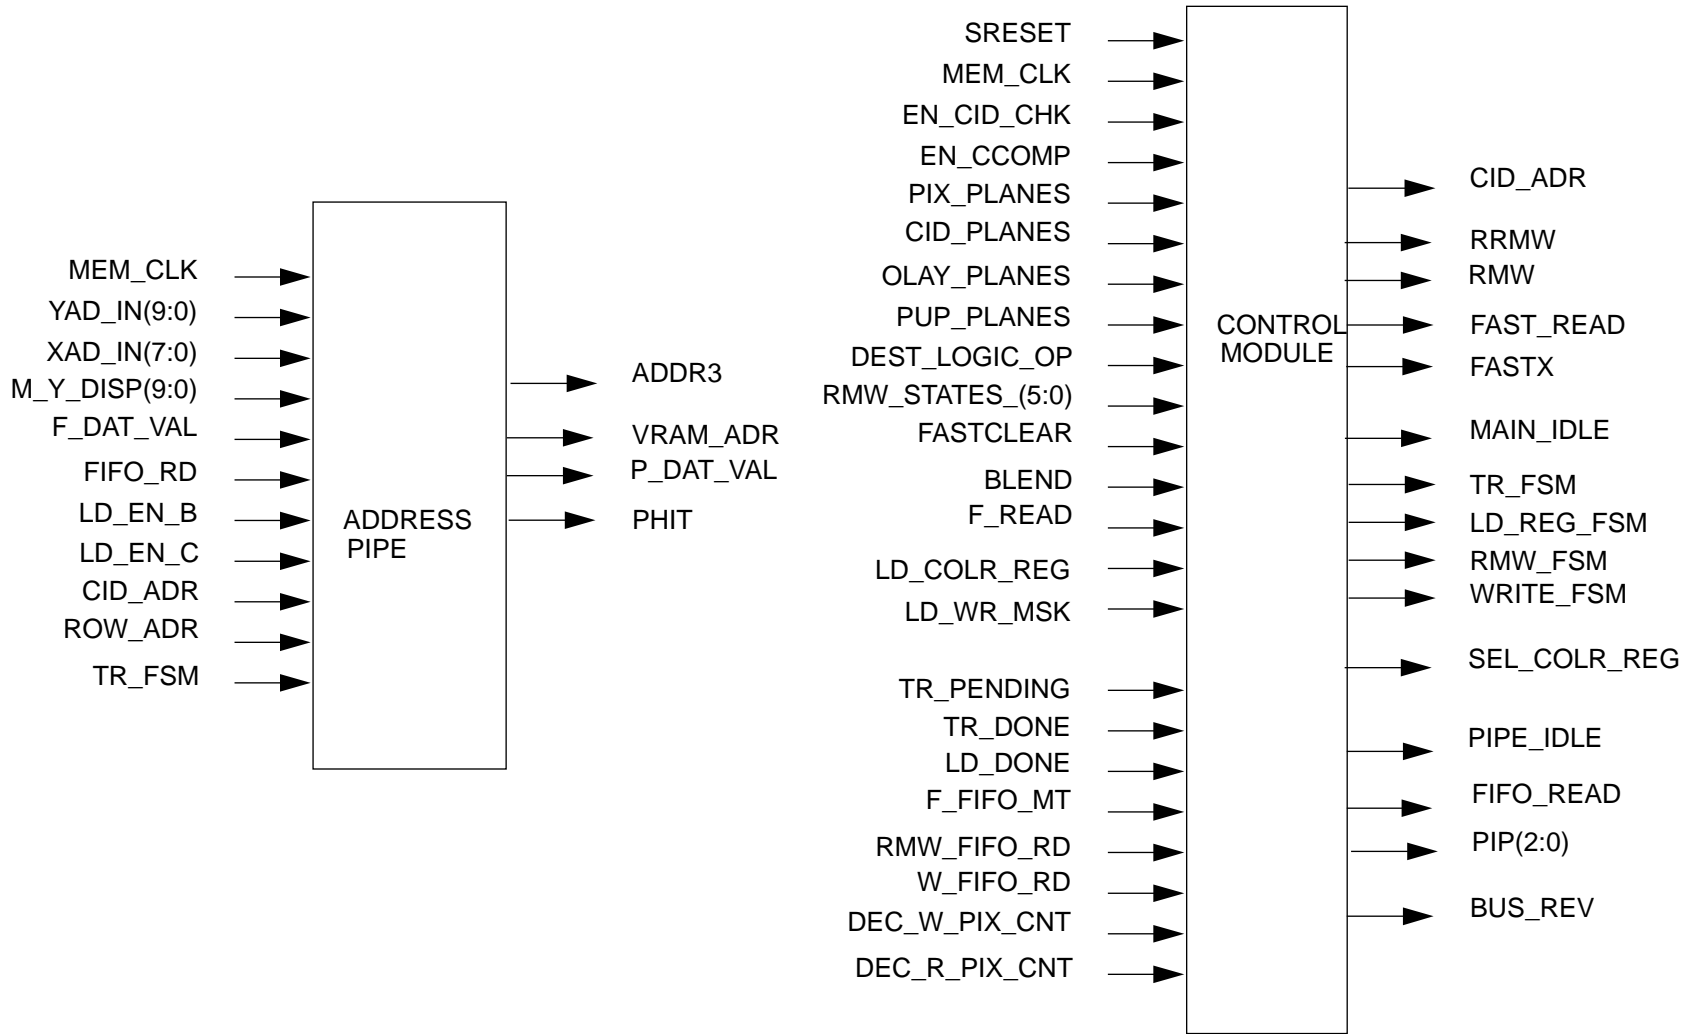 MEM_CLK
YAD_IN(9:0)
XAD_IN(7:0)
M_Y_DISP(9:0)
F_DAT_VAL
FIFO_RD
LD_EN_B
LD_EN_C
CID_ADR
ROW_ADR
TR_FSM
ADDRESS
PIPE
ADDR3
VRAM_ADR
P_DAT_VAL
PHIT
SRESET
MEM_CLK
EN_CID_CHK
EN_CCOMP
PIX_PLANES
CID_PLANES
OLAY_PLANES
PUP_PLANES
DEST_LOGIC_OP
RMW_STATES_(5:0)
FASTCLEAR
BLEND
F_READ
LD_COLR_REG
LD_WR_MSK
TR_PENDING
TR_DONE
LD_DONE
F_FIFO_MT
RMW_FIFO_RD
W_FIFO_RD
DEC_W_PIX_CNT
DEC_R_PIX_CNT
CONTROL
MODULE
CID_ADR
RRMW
RMW
FAST_READ
FASTX
MAIN_IDLE
TR_FSM
LD_REG_FSM
RMW_FSM
WRITE_FSM
SEL_COLR_REG
PIPE_IDLE
FIFO_READ
PIP(2:0)
BUS_REV